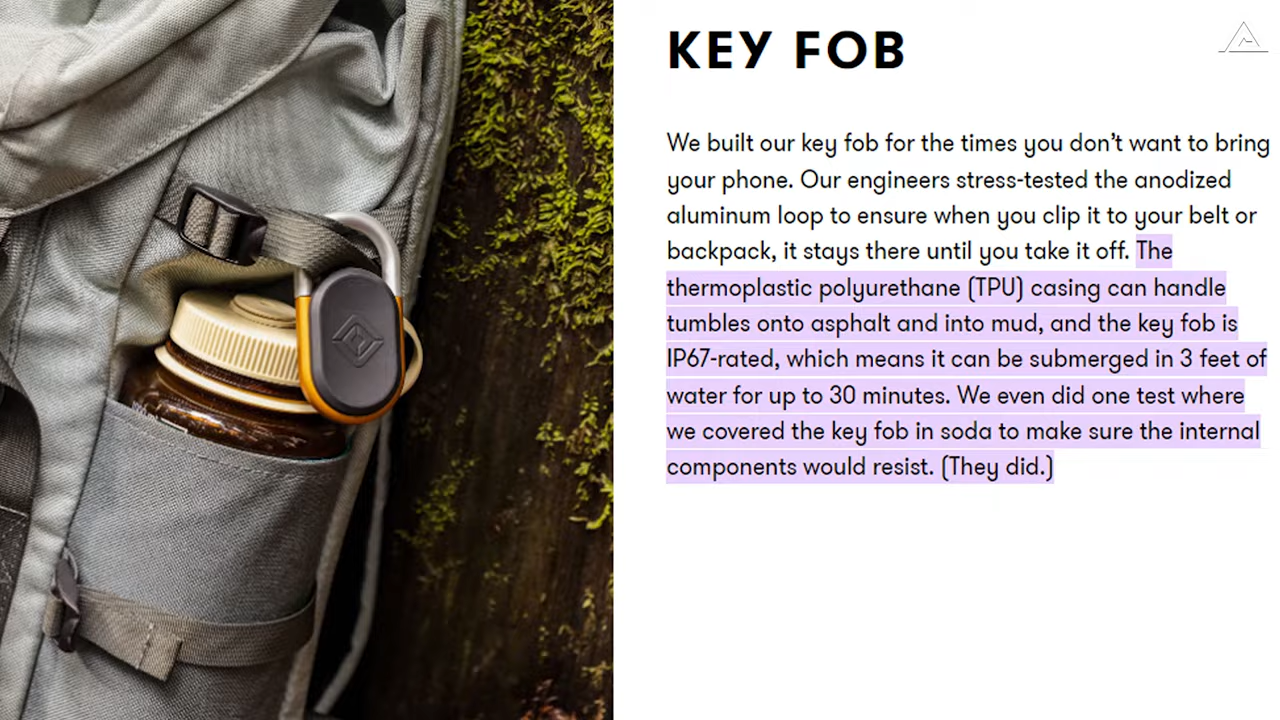 KEY FOB
We built our key fob for the times you don’t want to bring
your phone. Our engineers stress-tested the anodized
aluminum loop to ensure when you clip it to your belt or
backpack, it stays there until you take it off. The
thermoplastic polyurethane (TPU) casing can handle
tumbles onto asphalt and into mud, and the key fob is
IP67-rated, which means it can be submerged in 3 feet of
water for up to 30 minutes. We even did one test where
we covered the key fob in soda to make sure the internal
components would resist. (They did.)